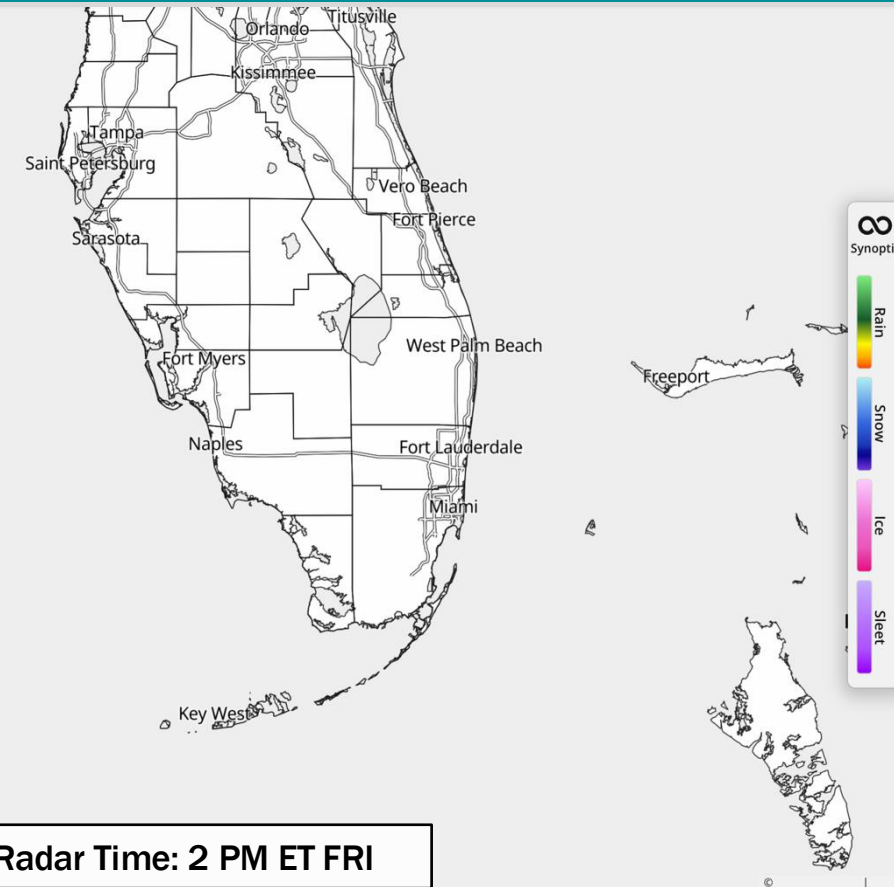 Titusville
Orlando
Kissimmee
Tampa
Saint Petersburg
Vero Beach
Fort Pierce
Sarasota
Synopti
Rain
West Palm Beach
Fort Myers
Freeport
Snow
Naples
Fort Lauderdale
Miami
Ice
Sleet
Key West
Radar Time: 2 PM ET FRI
©